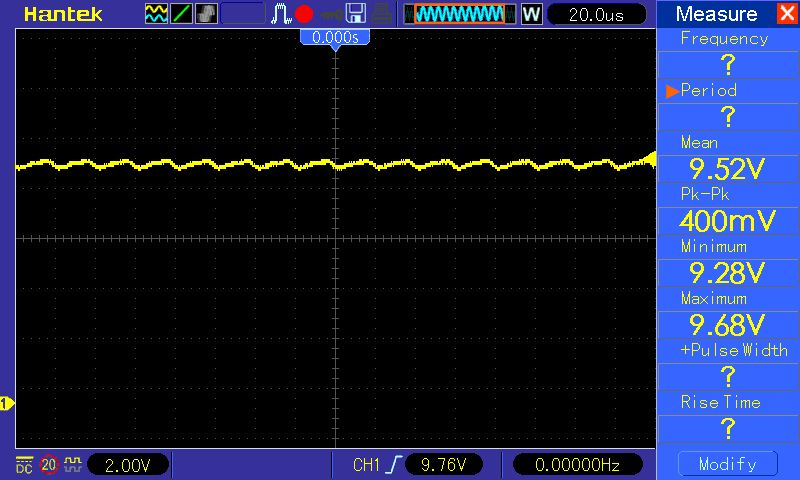 Hantek W 20.0us Measure
0.000s
Frequency
?
Period
?
Mean
9.52V
Pk-Pk
400mV
Minimum
9.28V
Maximum
9.68V
+Pulse Width
?
Rise Time
?
1
DC 20 2.00V CH1 9.76V 0.00000Hz Modify